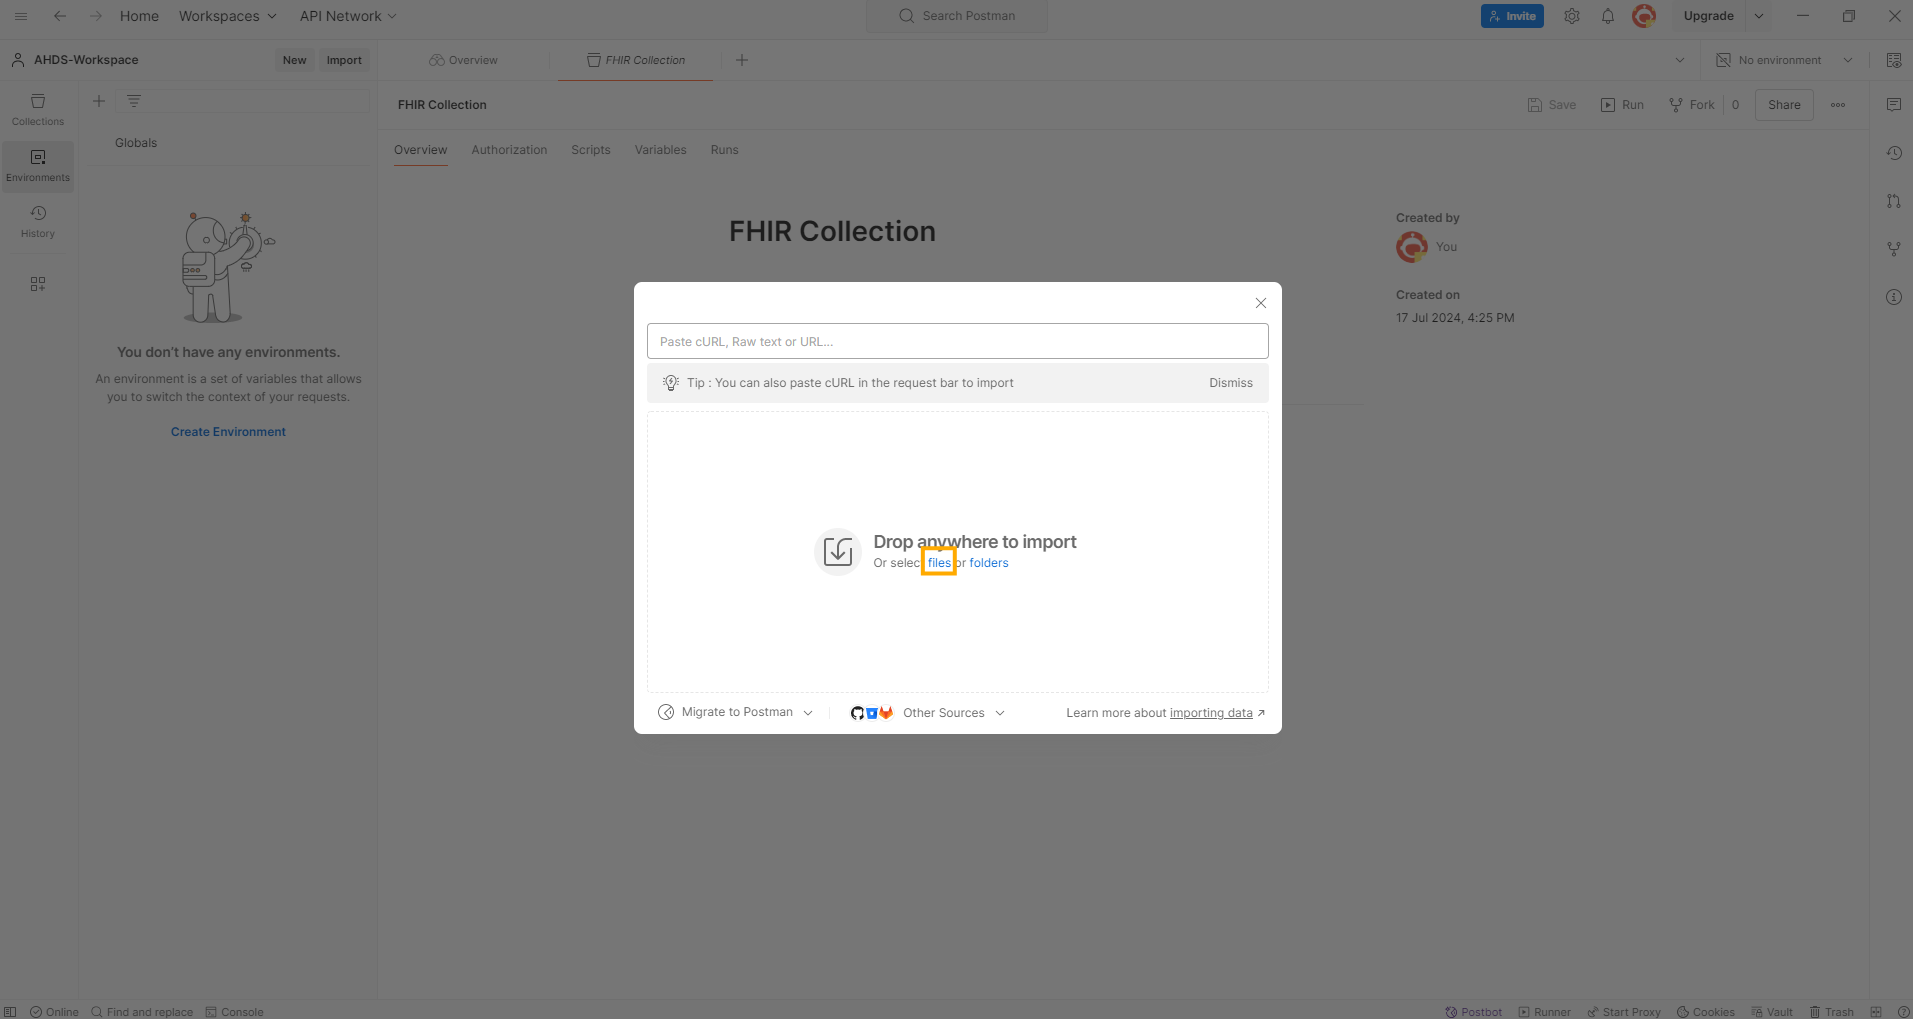 Home Workspaces API Network Search Postman Invite Upgrade
AHDS-Workspace New Import Overview FHIR Collection No environment
Collections
Environments
History
Globals
You don't have any environments.
An environment is a set of variables that allows
you to switch the context of your requests.
Create Environment
FHIR Collection Save Run Fork 0 Share
Overview Authorization Scripts Variables Runs
FHIR Collection
Created by
You
Created on
17 Jul 2024, 4:25 PM
Paste cURL, Raw text or URL...
Tip : You can also paste cURL in the request bar to import Dismiss
Drop anywhere to import
Or select files or folders
Migrate to Postman Other Sources Learn more about importing data
Online Find and replace Console Postbot Runner Start Proxy Cookies Vault Trash